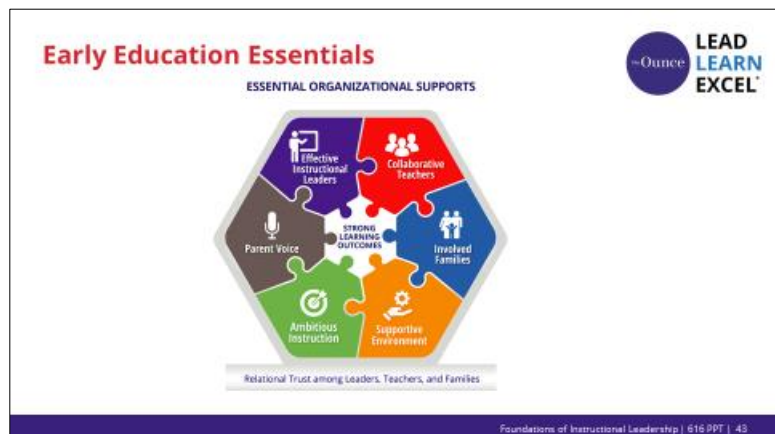 Early Education Essentials
ESSENTIAL ORGANIZATIONAL SUPPORTS
The Ounce
LEAD
LEARN
EXCEL
Effective
Instructional
Leaders
Collaborative
Teachers
Parent Voice
STRONG
LEARNING
OUTCOMES
Involved
Families
Ambitious
Instruction
Supportive
Environment
Relational Trust among Leaders, Teachers, and Families
Foundations of Instructional Leadership | 616 PPT | 43